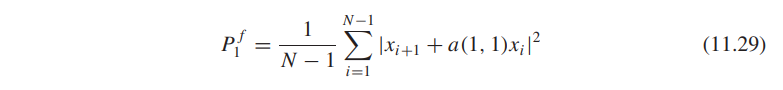 P_1^f = \frac{1}{N-1} \sum_{i=1}^{N-1} |x_{i+1} + a(1, 1)x_i|^2 (11.29)